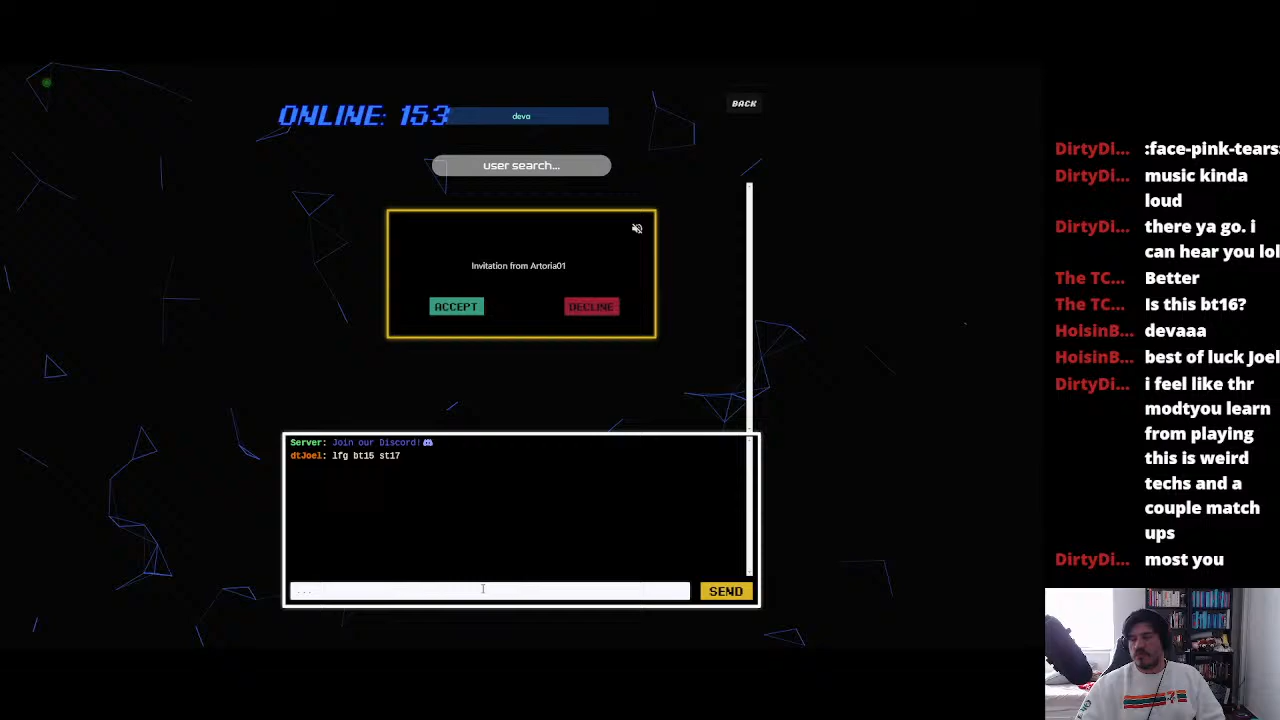 ONLINE: 153
deva
BACK
user search...
Invitation from Artoria01
ACCEPT
DECLINE
Server: Join our Discord!
dtJoel: lfg bt15 st17
...
SEND
DirtyDi... :face-pink-tears:
DirtyDi... music kinda
loud
DirtyDi... there ya go. i
can hear you lol
The TC... Better
The TC... Is this bt16?
HoisinB... devaaa
HoisinB... best of luck Joel
DirtyDi... i feel like thr
modtyou learn
from playing
this is weird
techs and a
couple match
ups
DirtyDi... most you